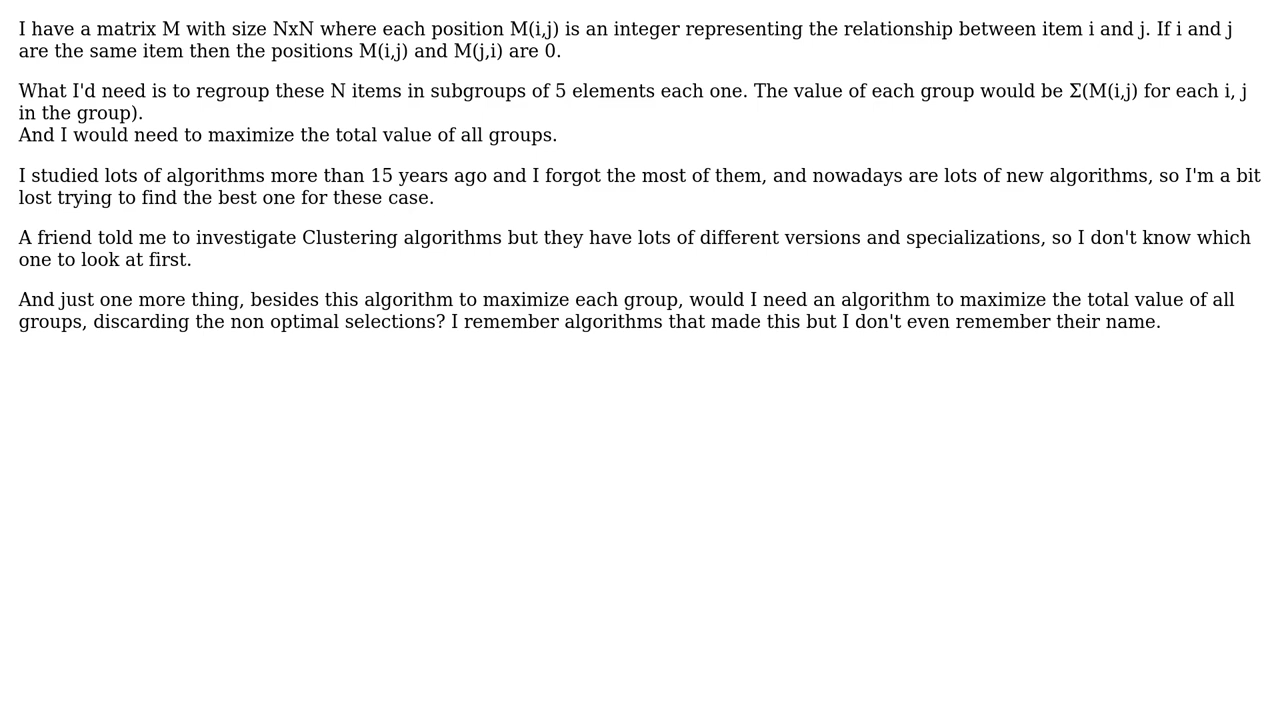 I have a matrix M with size NxN where each position M(i,j) is an integer representing the relationship between item i and j. If i and j
are the same item then the positions M(i,j) and M(j,i) are 0.
What I'd need is to regroup these N items in subgroups of 5 elements each one. The value of each group would be Σ(M(i,j) for each i, j
in the group).
And I would need to maximize the total value of all groups.
I studied lots of algorithms more than 15 years ago and I forgot the most of them, and nowadays are lots of new algorithms, so I'm a bit
lost trying to find the best one for these case.
A friend told me to investigate Clustering algorithms but they have lots of different versions and specializations, so I don't know which
one to look at first.
And just one more thing, besides this algorithm to maximize each group, would I need an algorithm to maximize the total value of all
groups, discarding the non optimal selections? I remember algorithms that made this but I don't even remember their name.